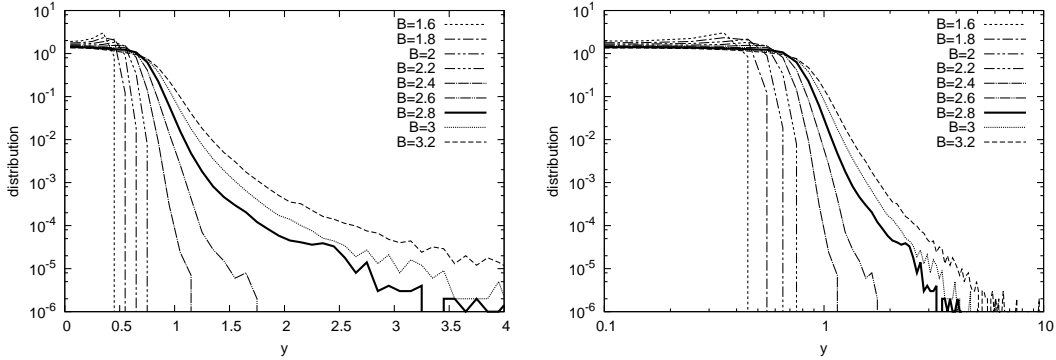 10^1
10^0
10^-1
10^-2
10^-3
10^-4
10^-5
10^-6
distribution
0
0.5
1
1.5
2
2.5
3
3.5
4
y
B=1.6
B=1.8
B=2
B=2.2
B=2.4
B=2.6
B=2.8
B=3
B=3.2
10^1
10^0
10^-1
10^-2
10^-3
10^-4
10^-5
10^-6
distribution
0.1
1
10
y
B=1.6
B=1.8
B=2
B=2.2
B=2.4
B=2.6
B=2.8
B=3
B=3.2